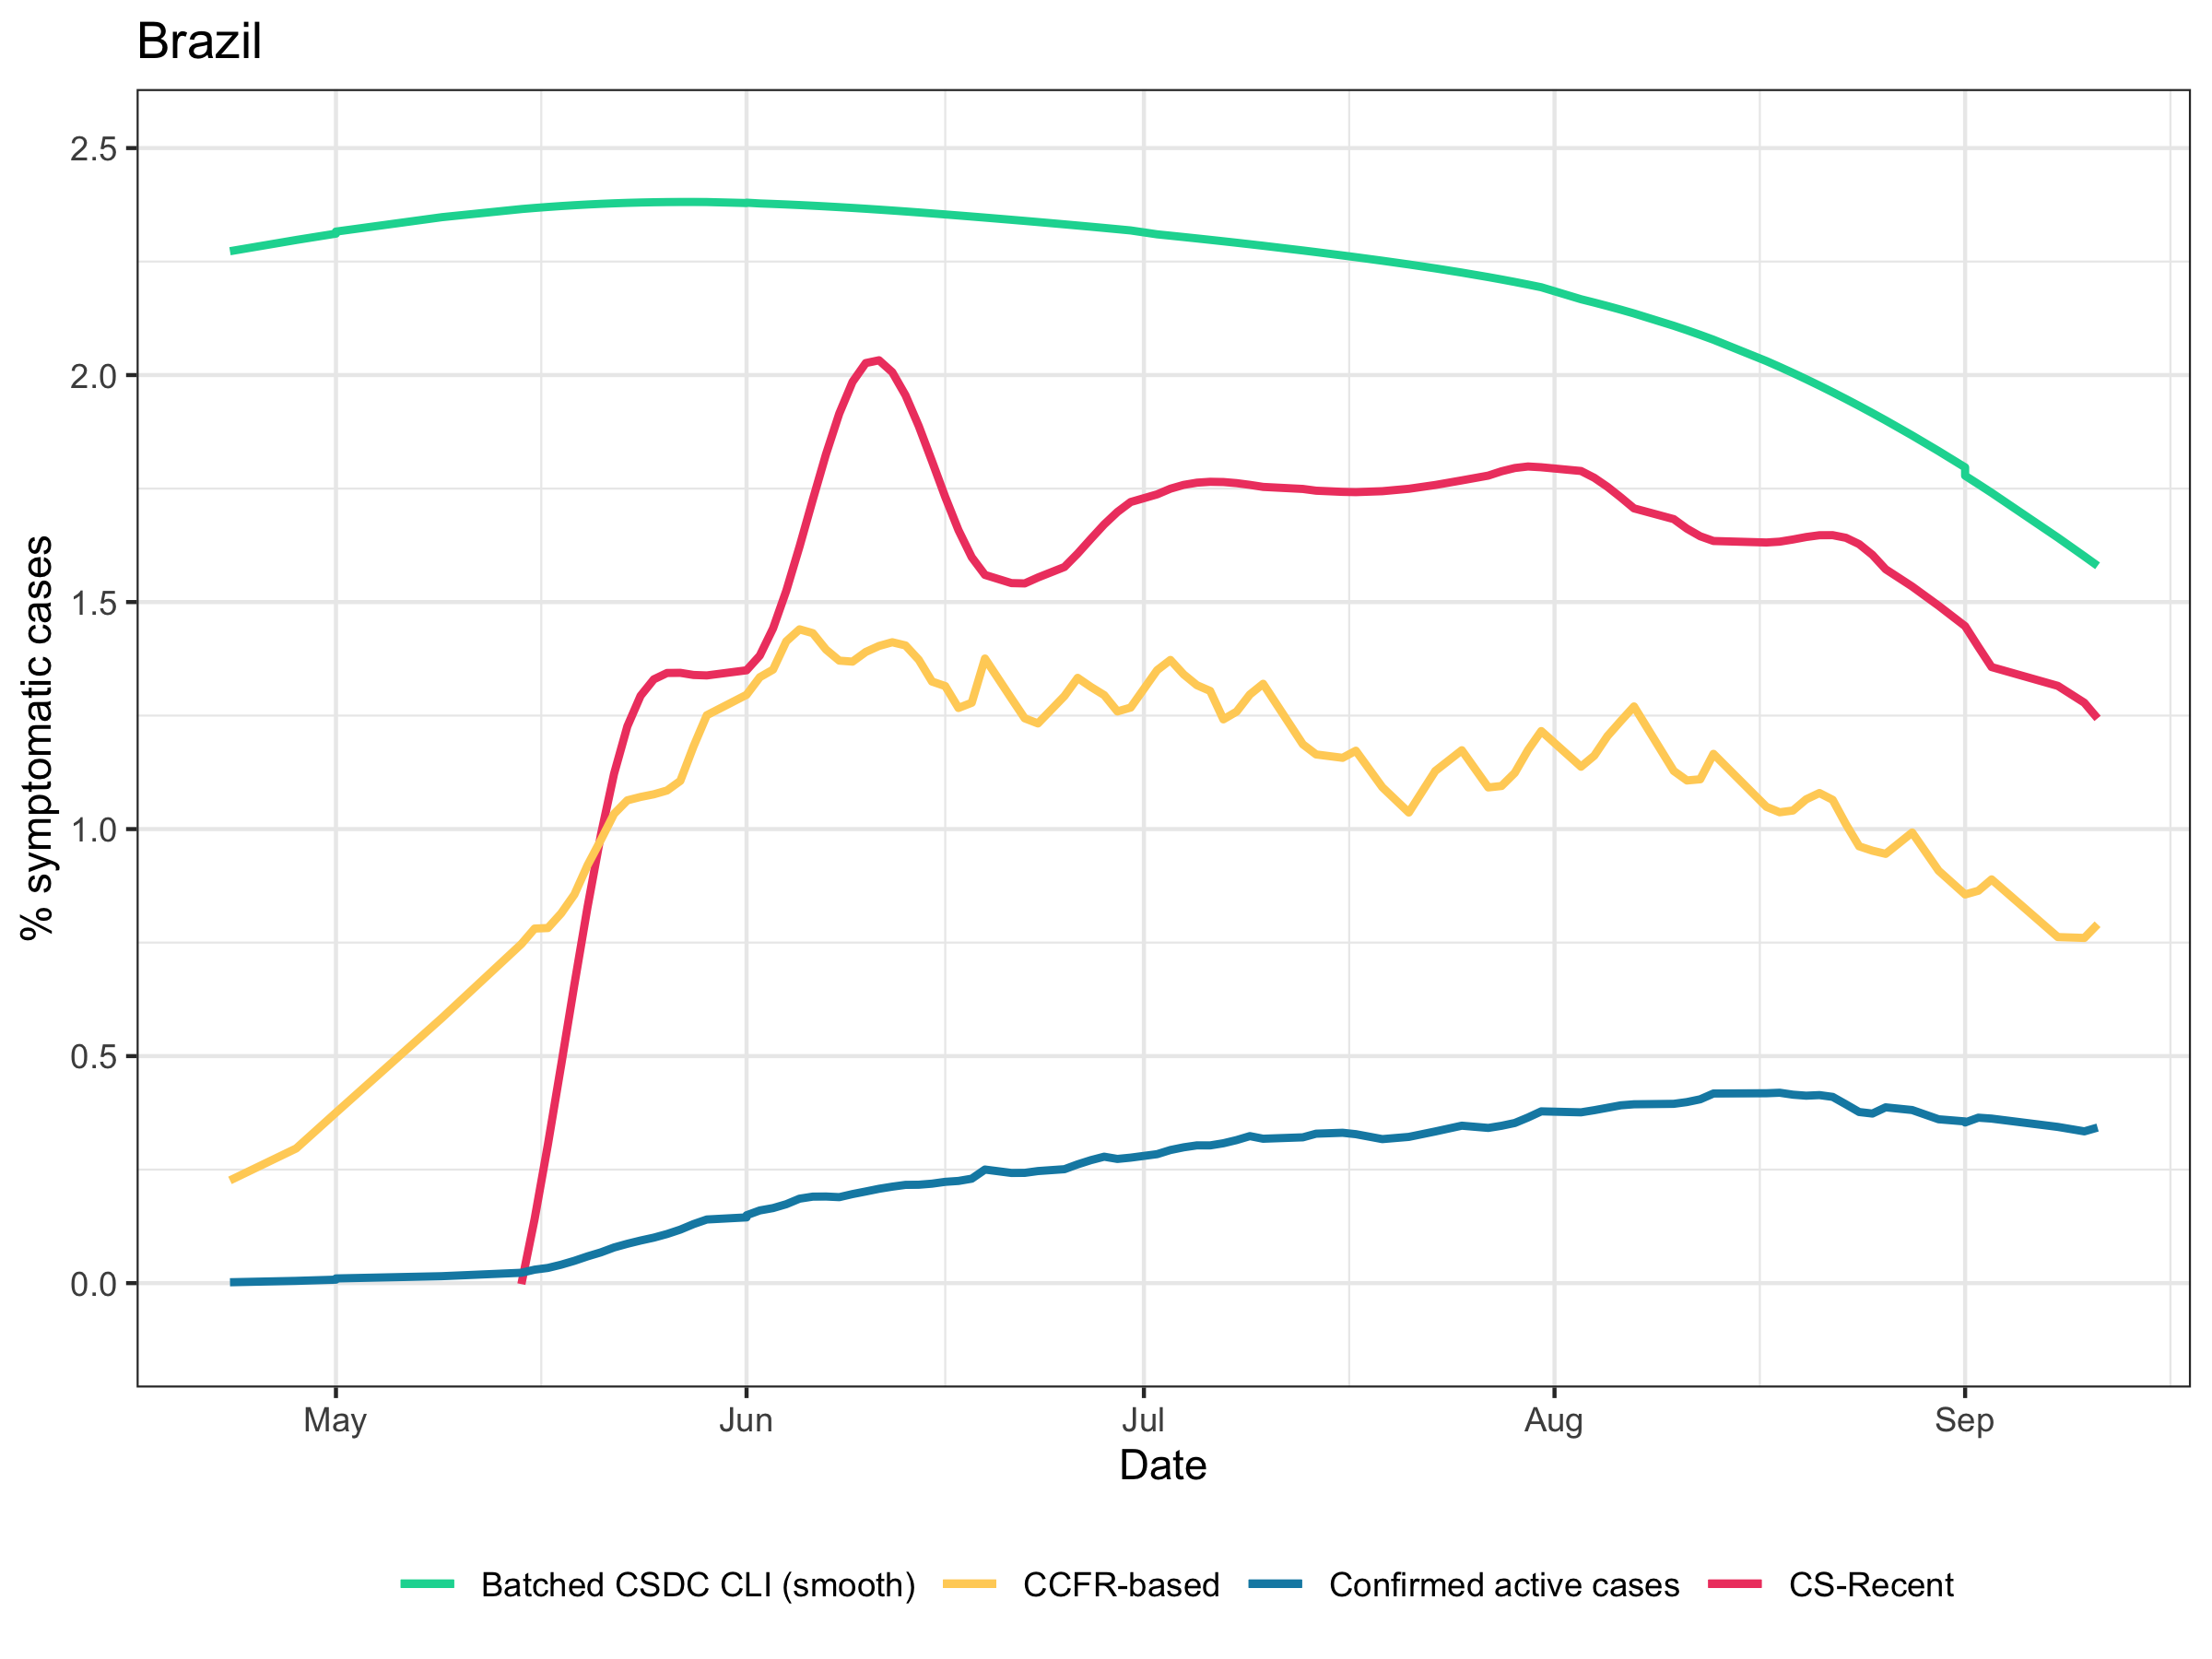 Brazil
2.5
2.0
1.5
1.0
0.5
0.0
% symptomatic cases
May Jun Jul Aug Sep
Date
Batched CSDC CLI (smooth) CCFR-based Confirmed active cases CS-Recent